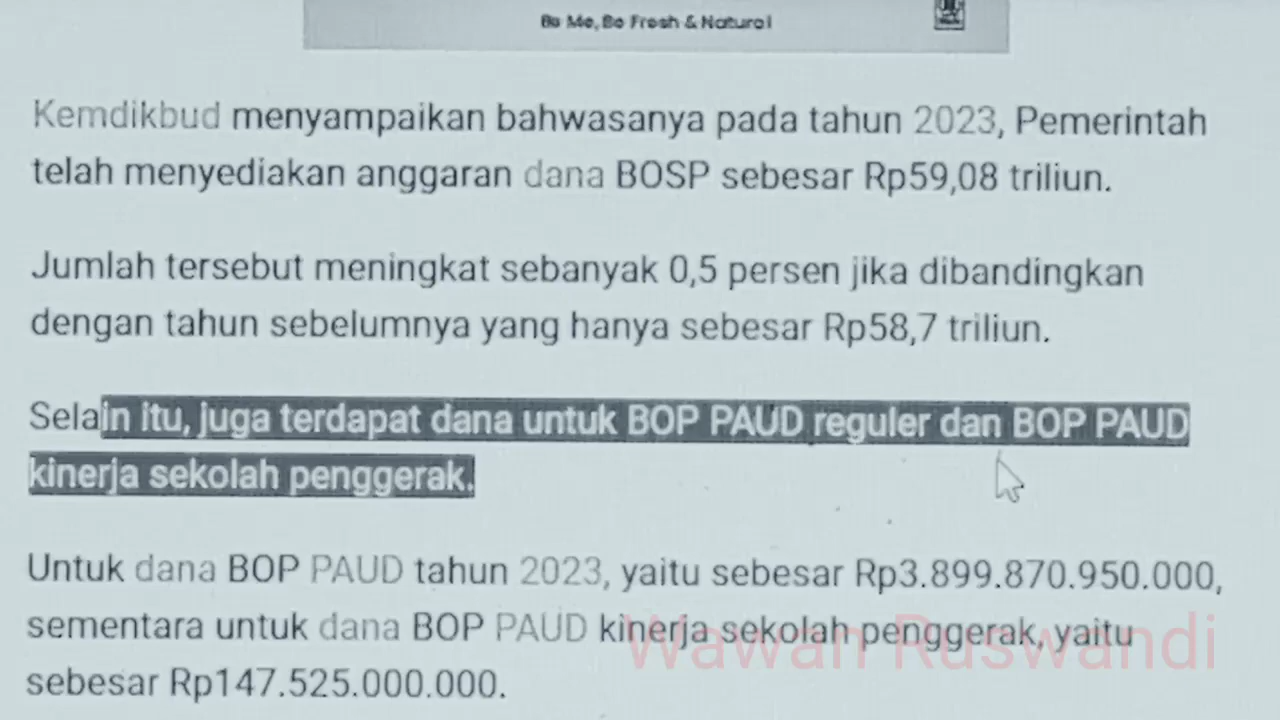 Be Me, Be Fresh & Natural
Kemdikbud menyampaikan bahwasanya pada tahun 2023, Pemerintah
telah menyediakan anggaran dana BOSP sebesar Rp59,08 triliun.
Jumlah tersebut meningkat sebanyak 0,5 persen jika dibandingkan
dengan tahun sebelumnya yang hanya sebesar Rp58,7 triliun.
Selain itu, juga terdapat dana untuk BOP PAUD reguler dan BOP PAUD
kinerja sekolah penggerak.
Untuk dana BOP PAUD tahun 2023, yaitu sebesar Rp3.899.870.950.000,
sementara untuk dana BOP PAUD kinerja sekolah penggerak, yaitu
Wawan Ruswandi
sebesar Rp147.525.000.000.